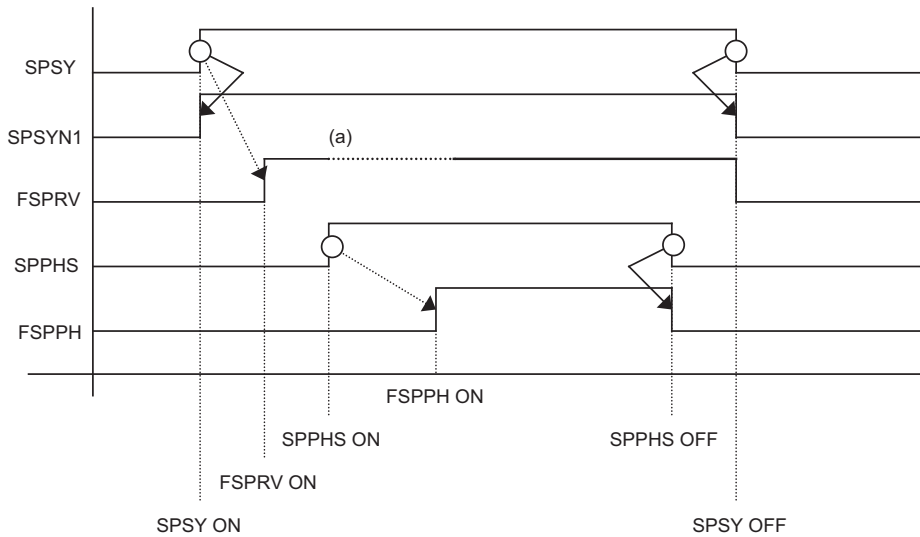 SPSY
SPSYN1
(a)
FSPRV
SPPHS
FSPPH
FSPPH ON
SPPHS ON
SPPHS OFF
FSPRV ON
SPSY ON
SPSY OFF